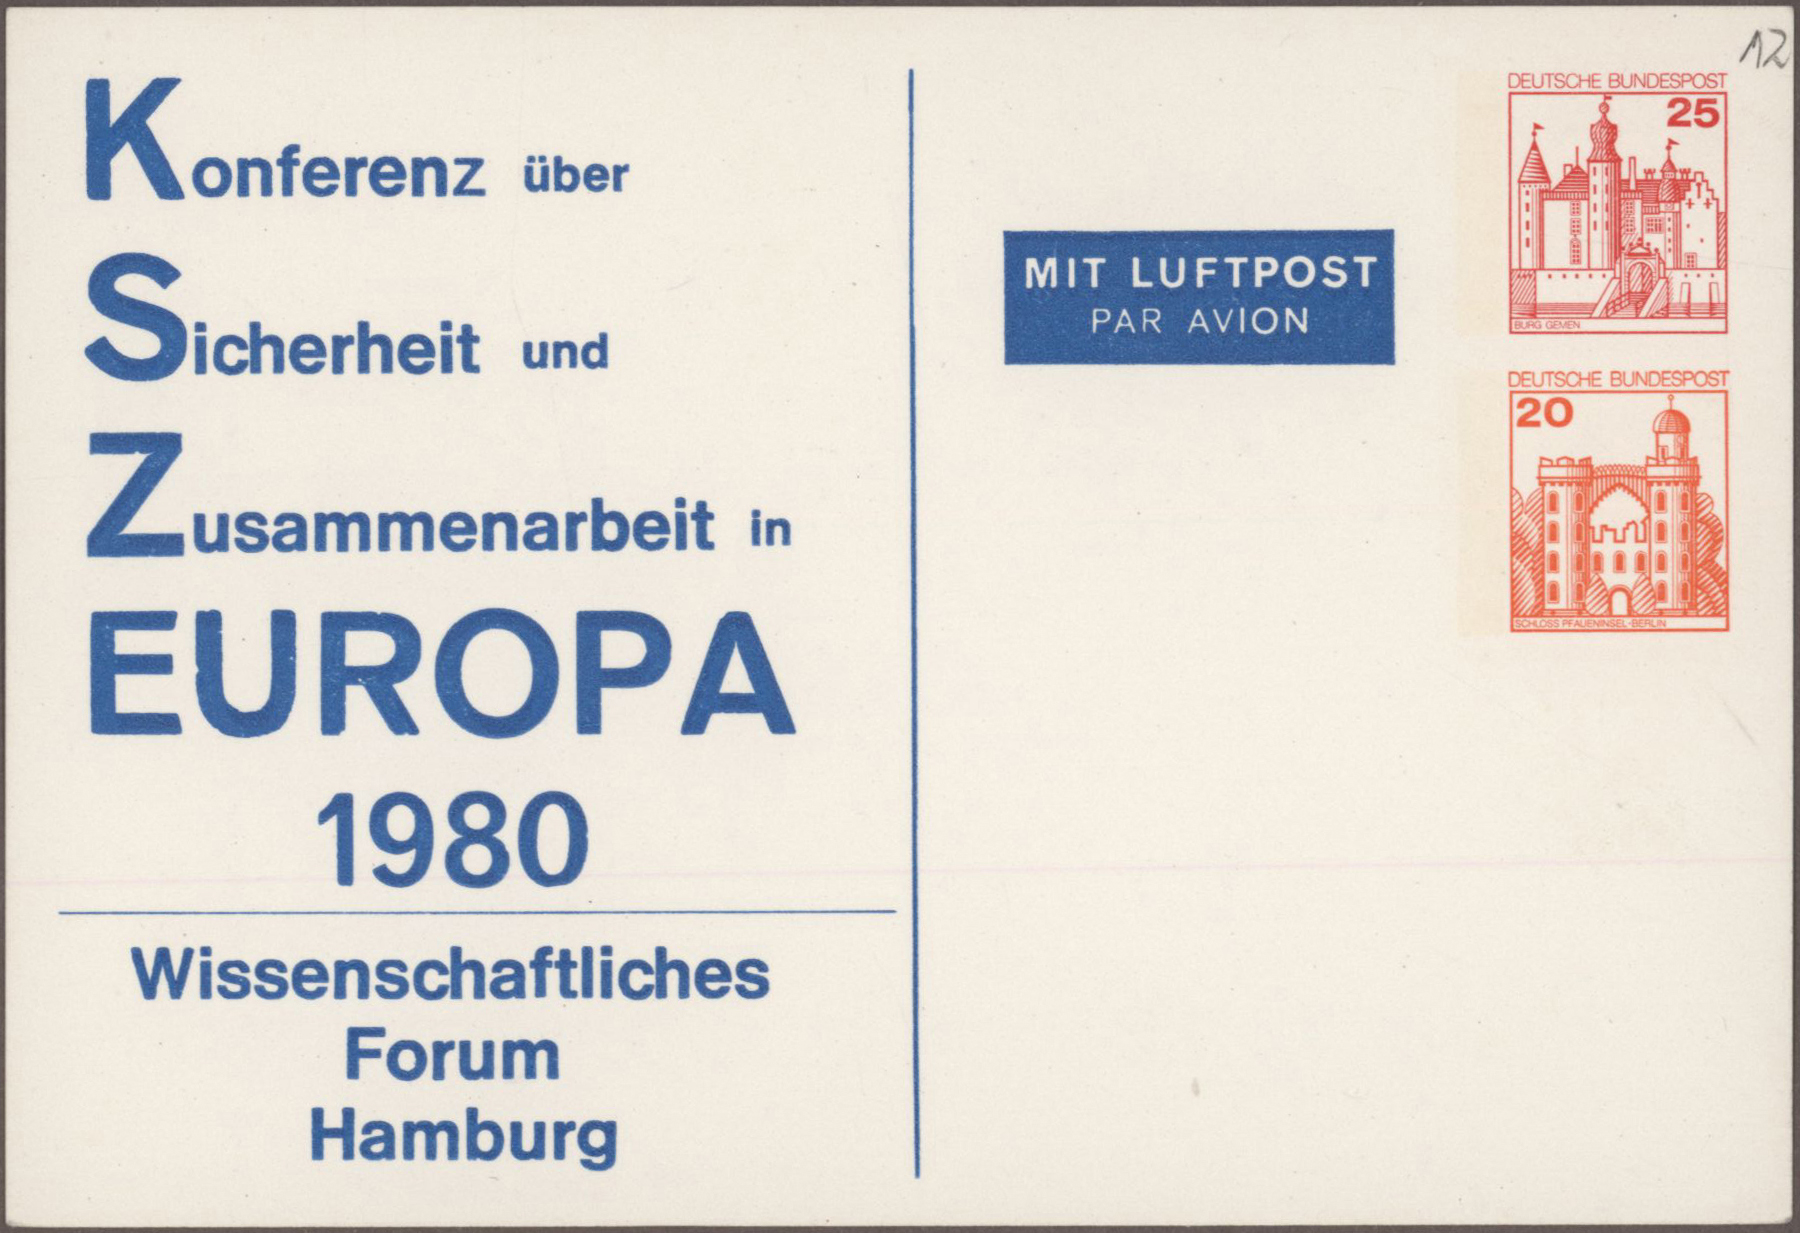 Konferenz über
Sicherheit und
Zusammenarbeit in
EUROPA
1980
Wissenschaftliches
Forum
Hamburg
MIT LUFTPOST
PAR AVION
12
DEUTSCHE BUNDESPOST
25
BURG GEMEN
DEUTSCHE BUNDESPOST
20
SCHLOSS PFAUENINSEL-BERLIN